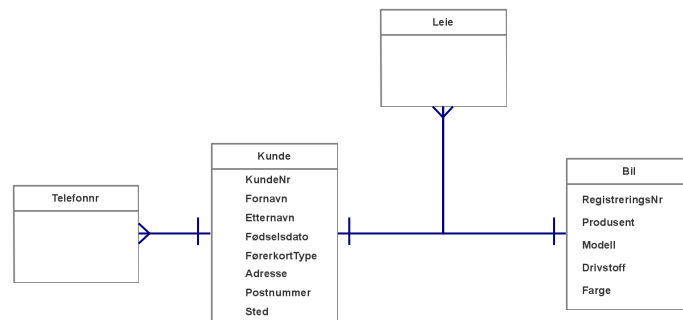 Leie
Kunde
KundeNr
Fornavn
Etternavn
Fødselsdato
FørerkortType
Adresse
Postnummer
Sted
Telefonnr
Bil
RegistreringsNr
Produsent
Modell
Drivstoff
Farge